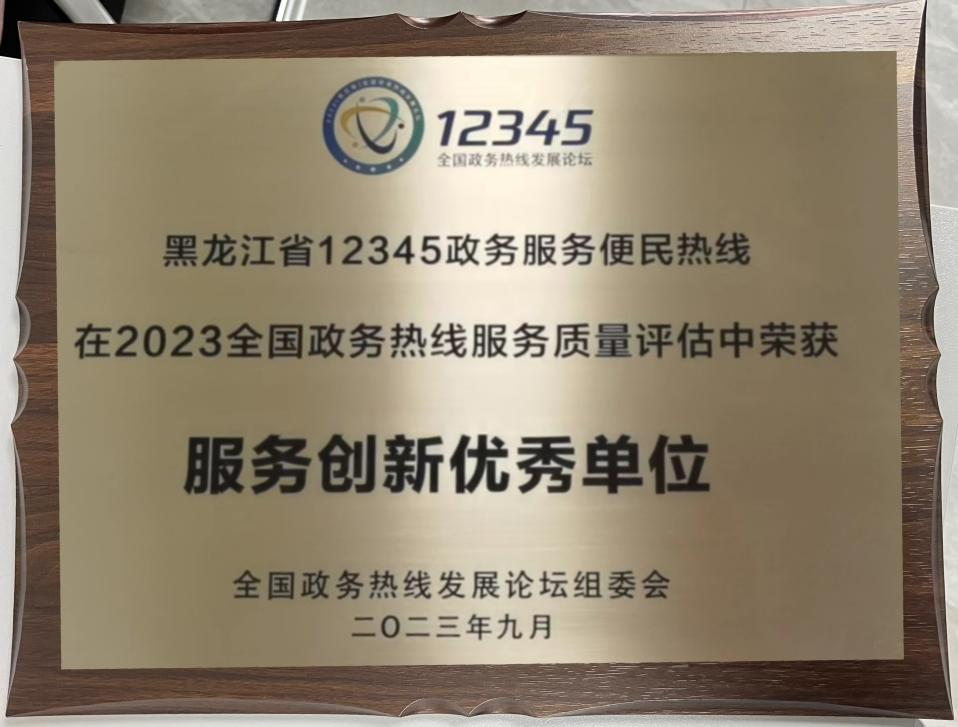 12345
全国政务热线发展论坛
黑龙江省12345政务服务便民热线
在2023全国政务热线服务质量评估中荣获
服务创新优秀单位
全国政务热线发展论坛组委会
二〇二三年九月